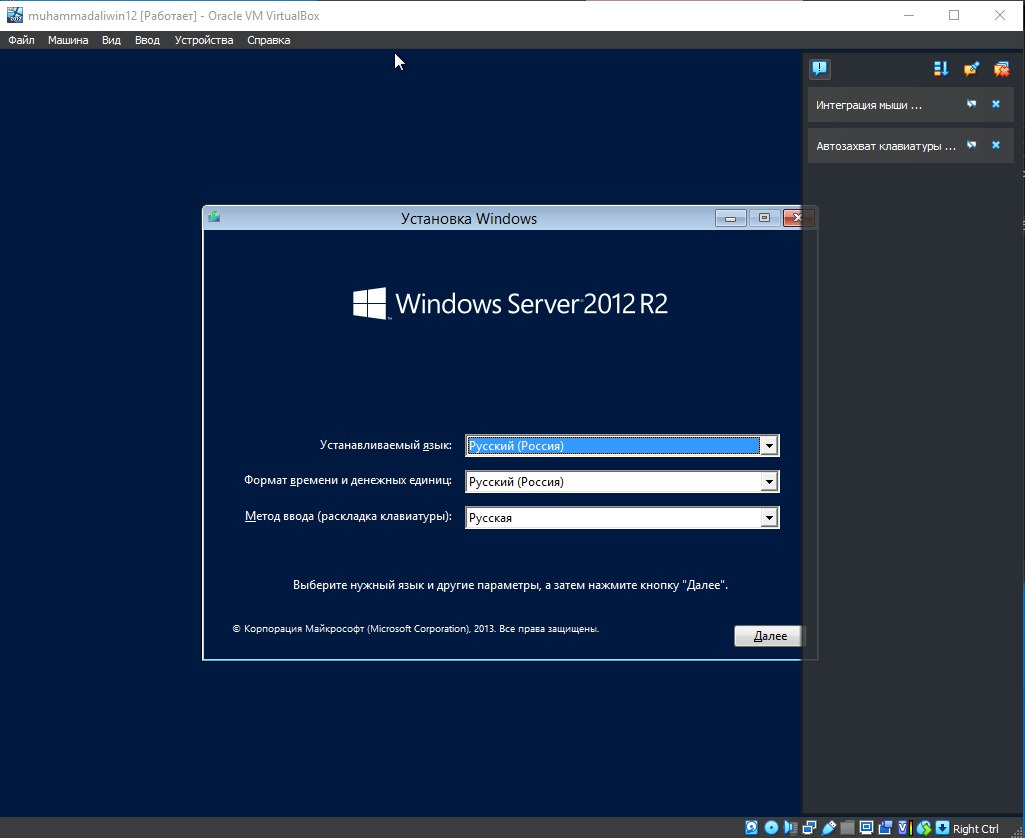 muhammadaliwin12 [Работает] - Oracle VM VirtualBox
Файл Машина Вид Ввод Устройства Справка
Интеграция мыши ...
Автозахват клавиатуры ...
Установка Windows
Windows Server 2012 R2
Устанавливаемый язык: Русский (Россия)
Формат времени и денежных единиц: Русский (Россия)
Метод ввода (раскладка клавиатуры): Русская
Выберите нужный язык и другие параметры, а затем нажмите кнопку "Далее".
© Корпорация Майкрософт (Microsoft Corporation), 2013. Все права защищены.
Далее
Right Ctrl